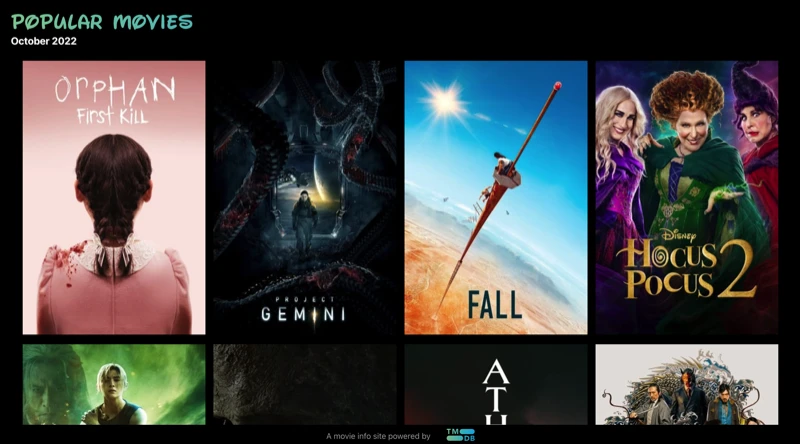 POPULAR MOVIES
October 2022
ORPHAN
FIRST KILL
PROJECT
GEMINI
FALL
Disney
HOCUS
POCUS 2
ATH
A movie info site powered by
TM
DB